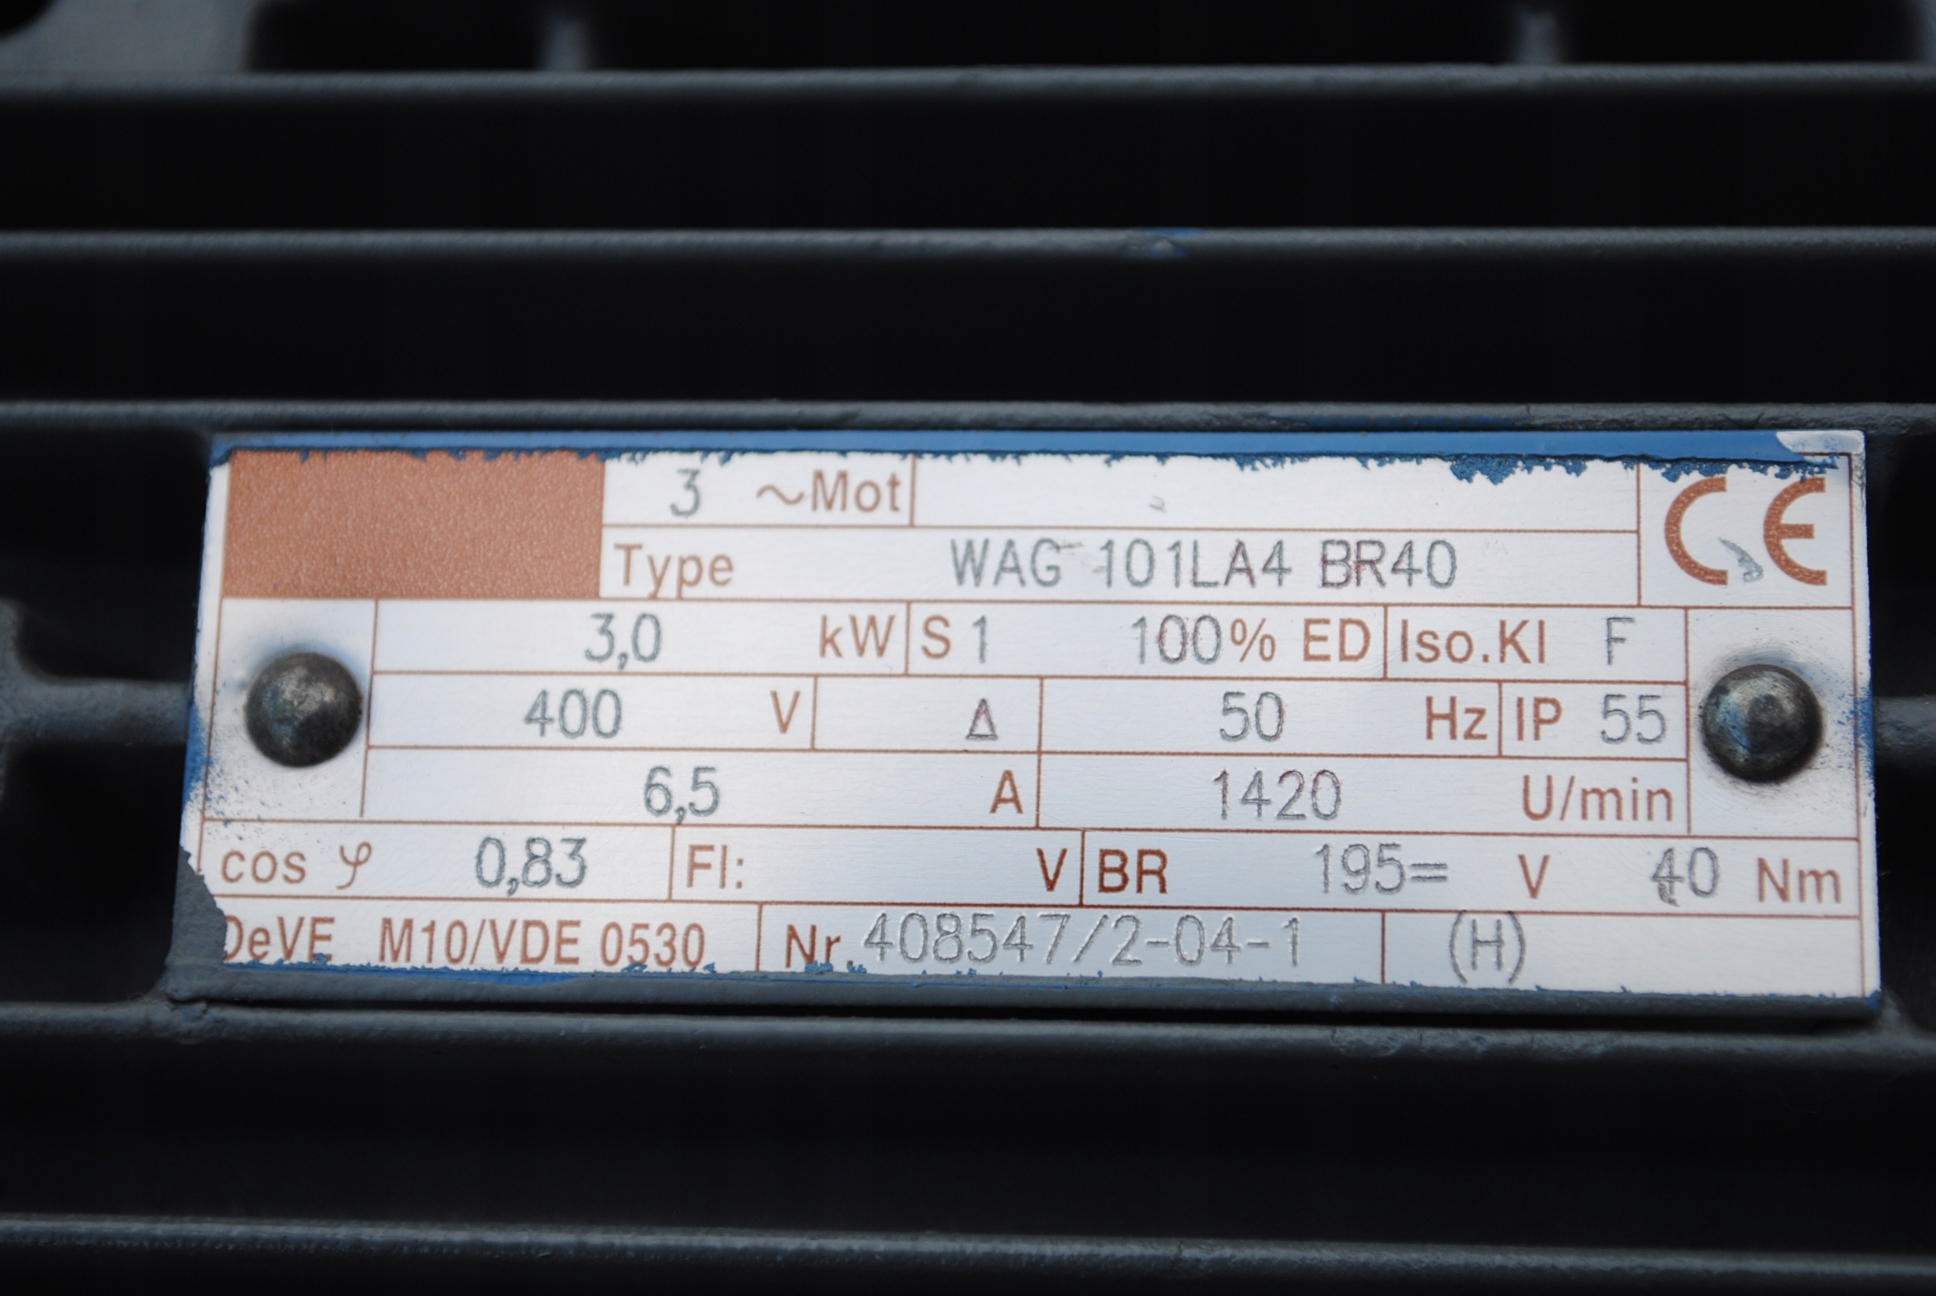 3 ~Mot
CE
Type WAG 101LA4 BR40
3,0 kW S 1 100% ED Iso.Kl F
400 V Δ 50 Hz IP 55
6,5 A 1420 U/min
cos φ 0,83 Fl: V BR 195= V 40 Nm
DeVE M10/VDE 0530 Nr. 408547/2-04-1 (H)